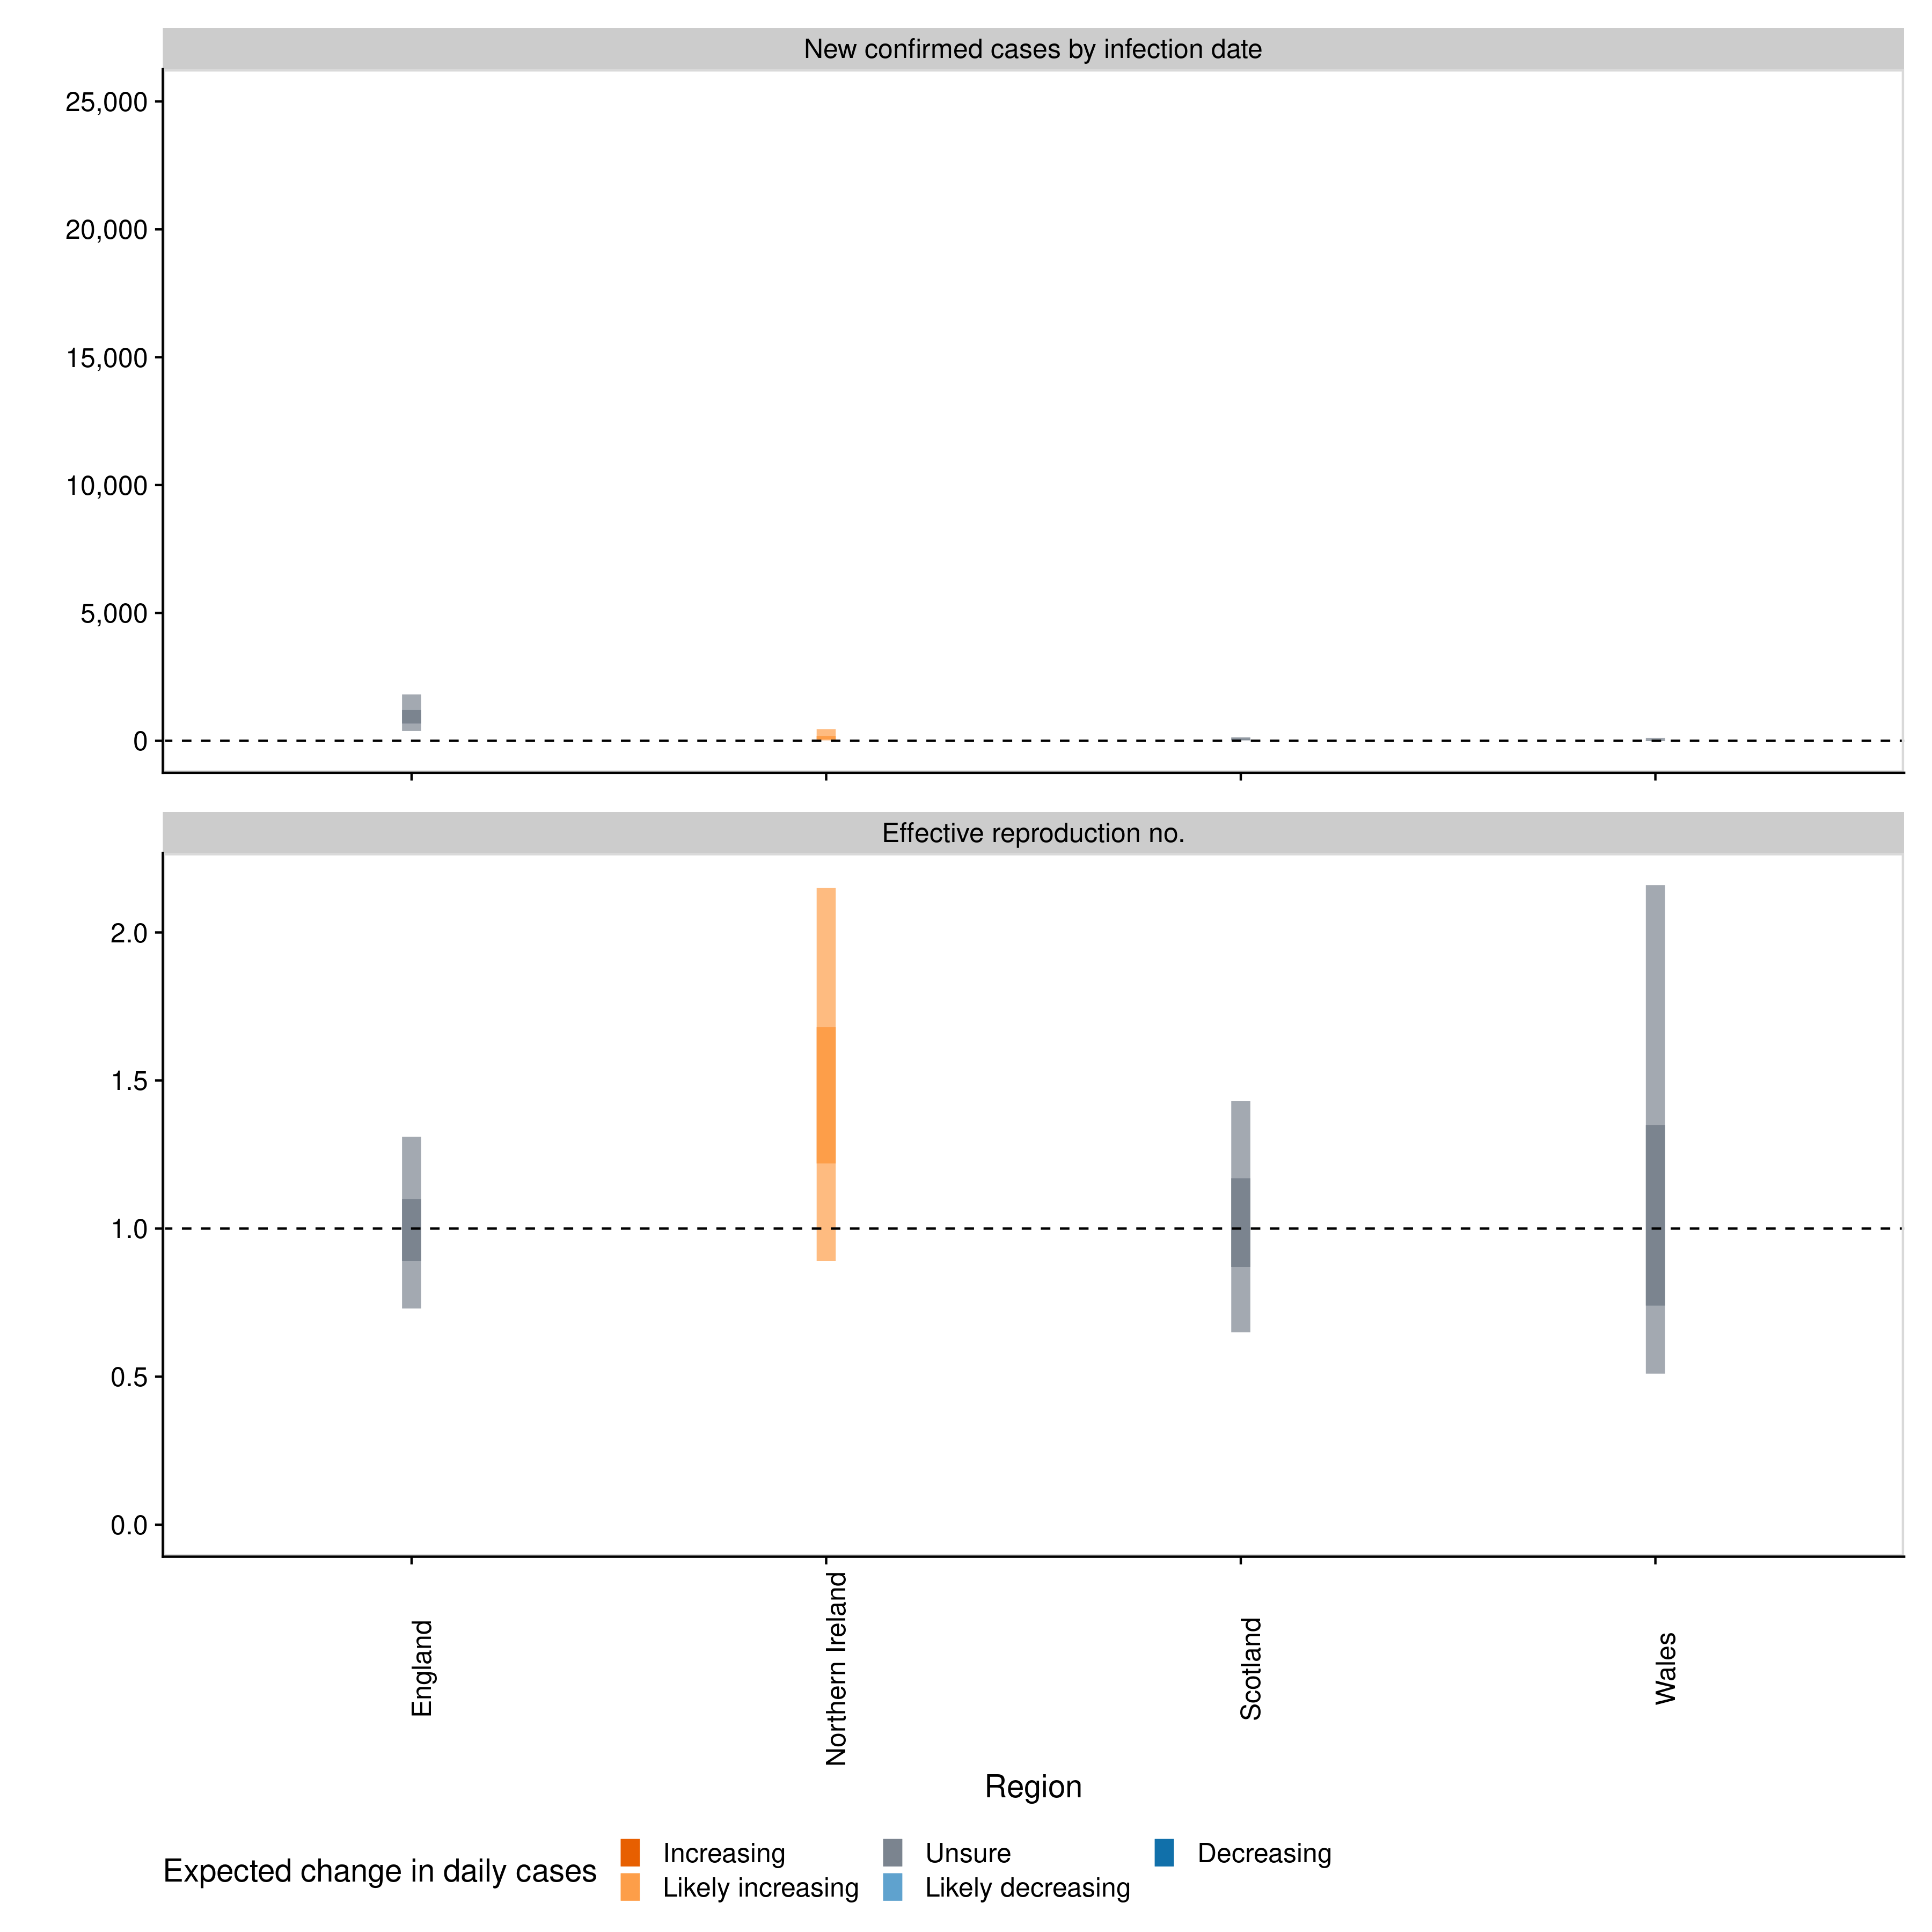 New confirmed cases by infection date
25,000
20,000
15,000
10,000
5,000
0
Effective reproduction no.
2.0
1.5
1.0
0.5
0.0
England
Northern Ireland
Scotland
Wales
Region
Expected change in daily cases
Increasing
Likely increasing
Unsure
Likely decreasing
Decreasing